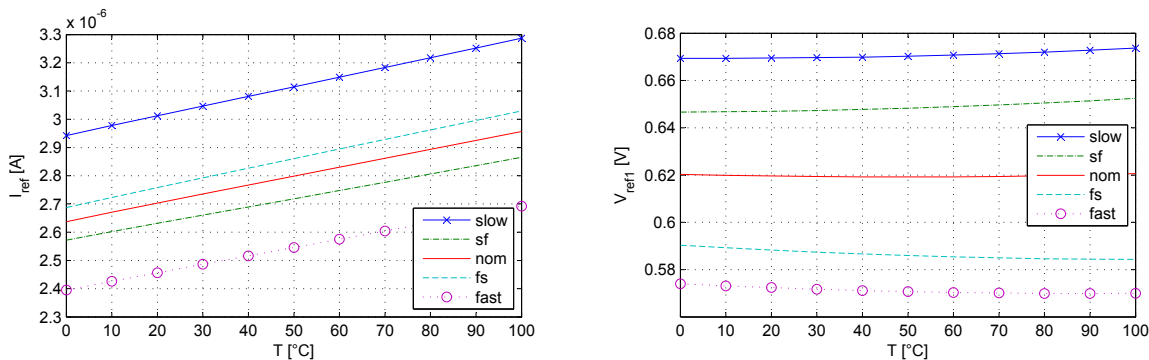 x 10^-6
3.3
3.2
3.1
3
2.9
2.8
2.7
2.6
2.5
2.4
2.3
I_ref [A]
0 10 20 30 40 50 60 70 80 90 100
T [°C]
slow
sf
nom
fs
fast
0.68
0.66
0.64
0.62
0.6
0.58
V_ref1 [V]
0 10 20 30 40 50 60 70 80 90 100
T [°C]
slow
sf
nom
fs
fast